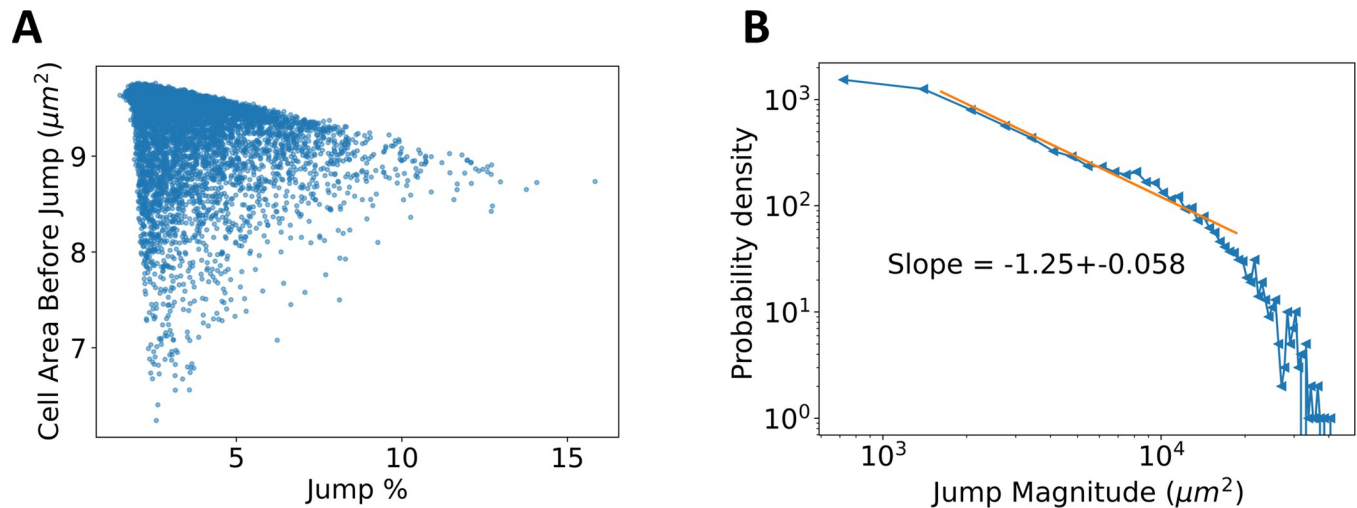 A
B
Cell Area Before Jump (μm²)
9
8
7
5
10
15
Jump %
Probability density
10³
10²
10¹
10⁰
Slope = -1.25+-0.058
10³
10⁴
Jump Magnitude (μm²)